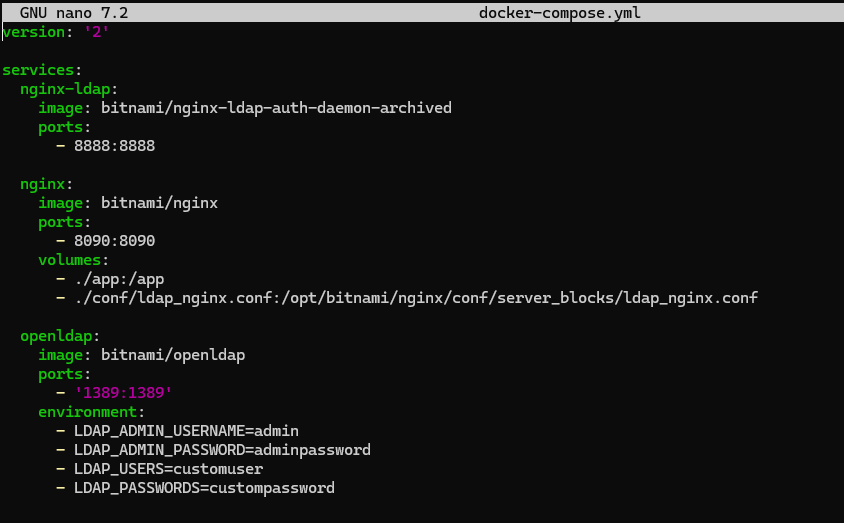 GNU nano 7.2 docker-compose.yml
version: '2'
services:
nginx-ldap:
image: bitnami/nginx-ldap-auth-daemon-archived
ports:
- 8888:8888
nginx:
image: bitnami/nginx
ports:
- 8090:8090
volumes:
- ./app:/app
- ./conf/ldap_nginx.conf:/opt/bitnami/nginx/conf/server_blocks/ldap_nginx.conf
openldap:
image: bitnami/openldap
ports:
- '1389:1389'
environment:
- LDAP_ADMIN_USERNAME=admin
- LDAP_ADMIN_PASSWORD=adminpassword
- LDAP_USERS=customuser
- LDAP_PASSWORDS=custompassword